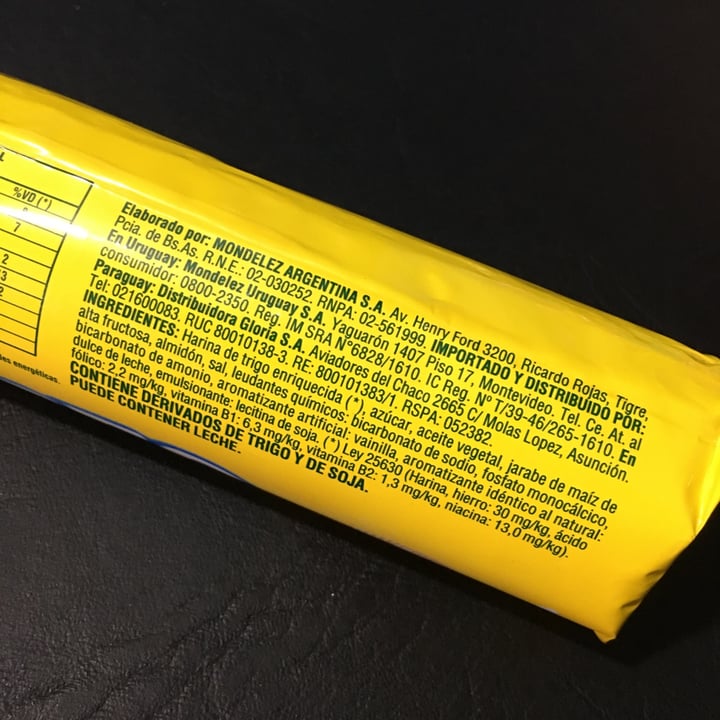 L
%VD (*)
7
2
3
2
des energéticas.
Elaborado por: MONDELEZ ARGENTINA S.A. Av. Henry Ford 3200, Ricardo Rojas, Tigre,
Pcia. de Bs.As. R.N.E.: 02-030252. RNPA: 02-561999. IMPORTADO Y DISTRIBUIDO POR:
En Uruguay: Mondelez Uruguay S.A. Yaguarón 1407 Piso 17, Montevideo. Tel. Ce. At. al
consumidor: 0800-2350. Reg. IM SRA N°6828/1610. IC Reg. N° T/39-46/265-1610. En
Paraguay: Distribuidora Gloria S.A. Aviadores del Chaco 2665 C/ Molas Lopez, Asunción.
Tel: 021600083. RUC 80010138-3. RE: 800101383/1. RSPA: 052362.
INGREDIENTES: Harina de trigo enriquecida (*), azúcar, aceite vegetal, jarabe de maíz de
alta fructosa, almidón, sal, leudantes químicos: bicarbonato de sodio, fosfato monocálcico,
bicarbonato de amonio, aromatizante artificial: vainilla, aromatizante idéntico al natural:
dulce de leche, emulsionante: lecitina de soja. (*) Ley 25630 (Harina, hierro: 30 mg/kg, ácido
fólico: 2,2 mg/kg, vitamina B1: 6,3 mg/kg, vitamina B2: 1,3 mg/kg, niacina: 13,0 mg/kg).
CONTIENE DERIVADOS DE TRIGO Y DE SOJA.
PUEDE CONTENER LECHE.